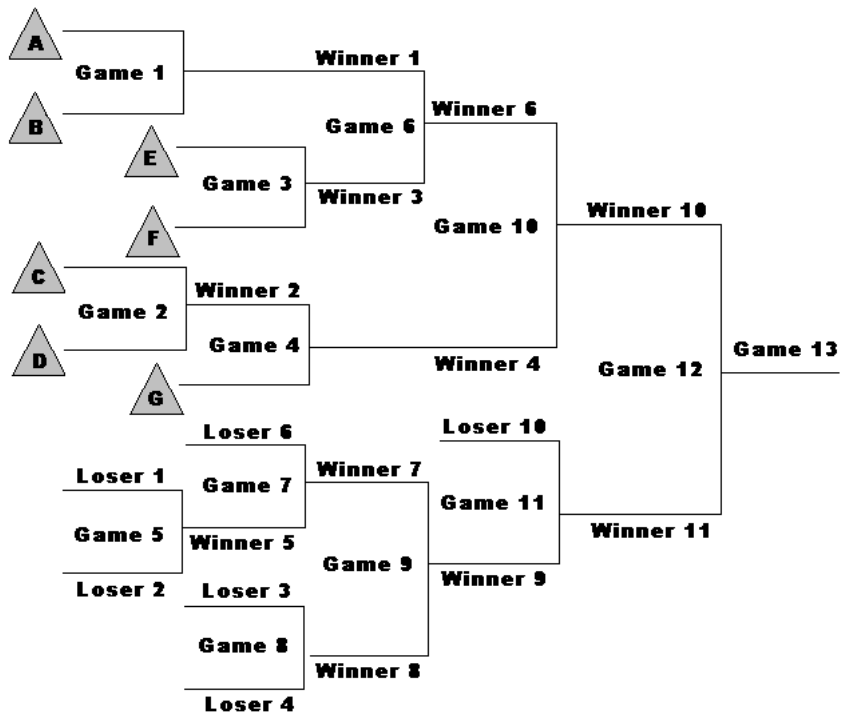 A
Game 1
B
Winner 1
Game 6
Winner 6
E
Game 3
F
Winner 3
Game 10
Winner 10
C
Game 2
D
Winner 2
Game 4
G
Winner 4
Game 12
Game 13
Loser 6
Game 7
Winner 7
Loser 10
Game 11
Winner 11
Loser 1
Game 5
Loser 2
Winner 5
Game 9
Winner 9
Loser 3
Game 8
Loser 4
Winner 8